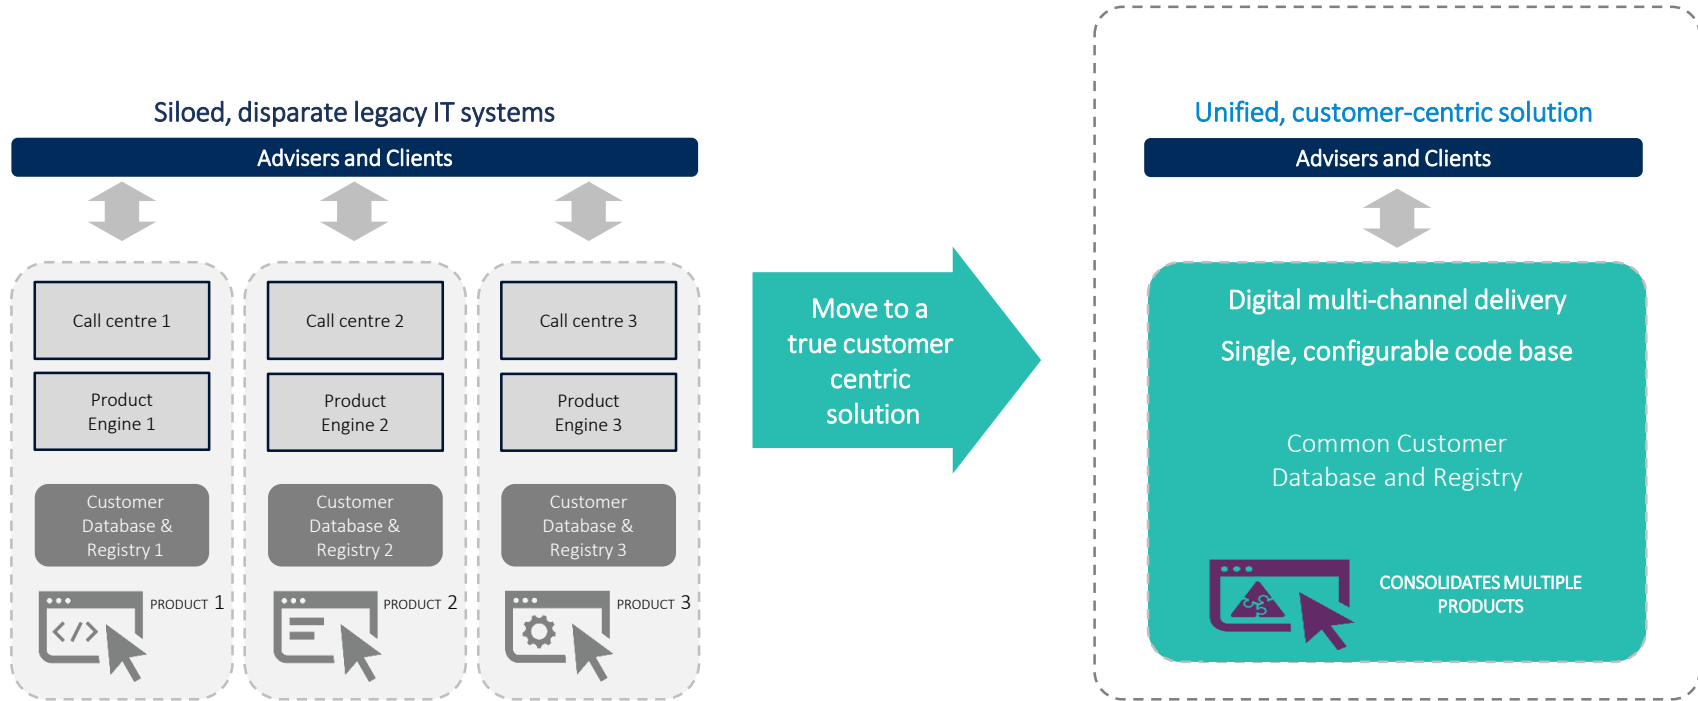 Siloed, disparate legacy IT systems
Advisers and Clients
Call centre 1
Product
Engine 1
Customer
Database &
Registry 1
PRODUCT 1
Call centre 2
Product
Engine 2
Customer
Database &
Registry 2
PRODUCT 2
Call centre 3
Product
Engine 3
Customer
Database &
Registry 3
PRODUCT 3
Move to a
true customer
centric
solution
Unified, customer-centric solution
Advisers and Clients
Digital multi-channel delivery
Single, configurable code base
Common Customer
Database and Registry
CONSOLIDATES MULTIPLE
PRODUCTS